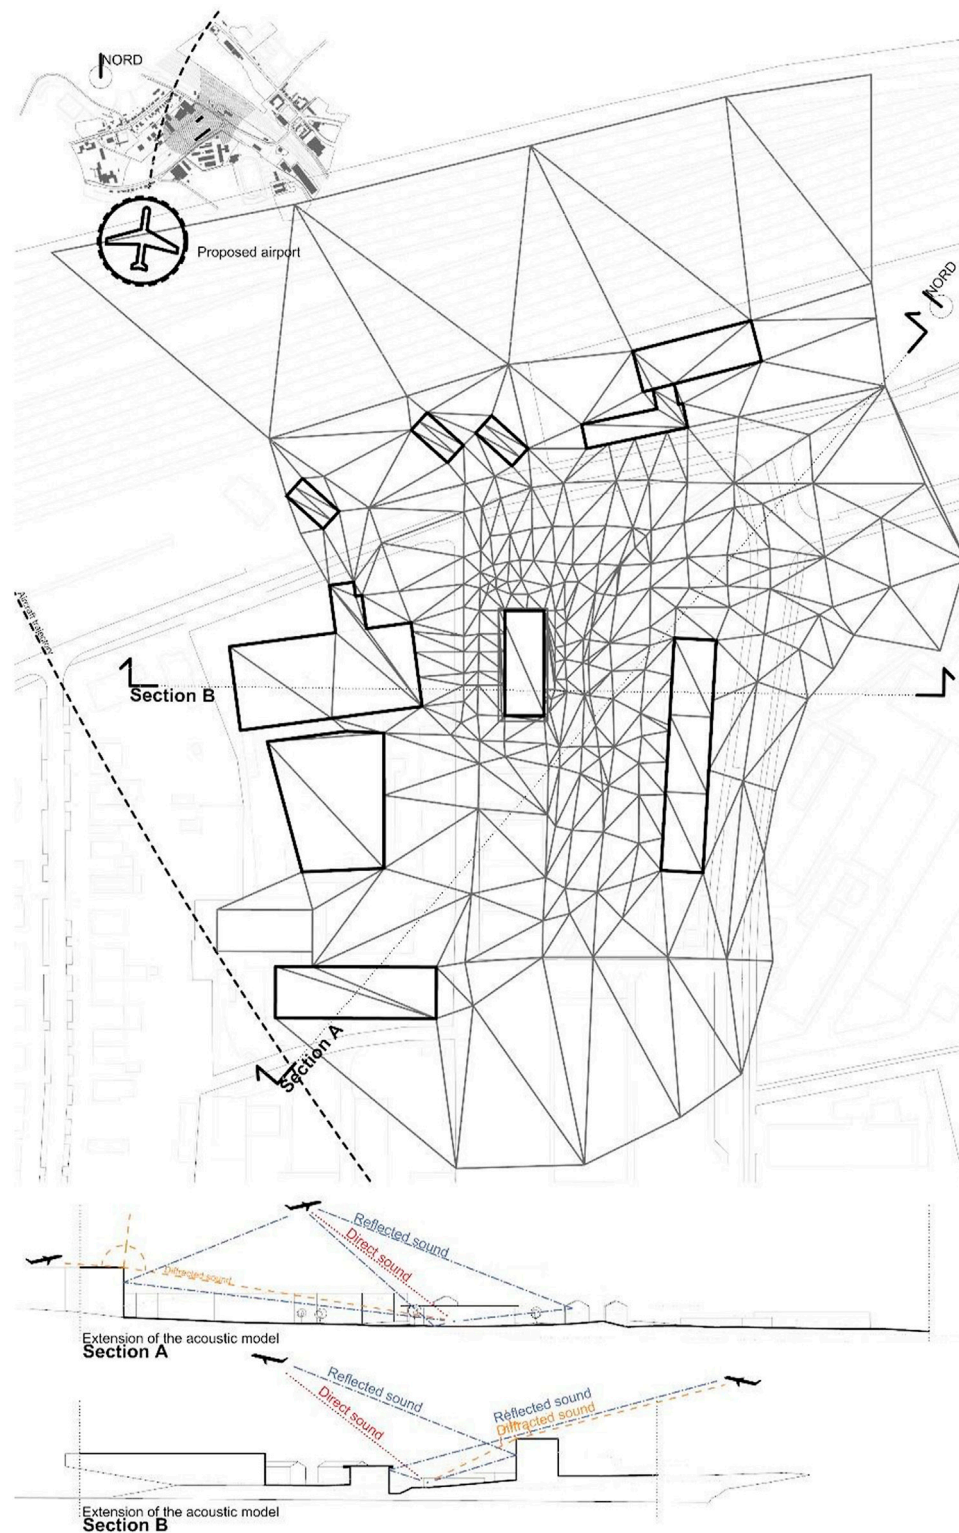 NORD
Proposed airport
NORD
Section B
Section A
Reflected sound
Direct sound
Diffracted sound
Extension of the acoustic model
Section A
Reflected sound
Direct sound
Reflected sound
Diffracted sound
Extension of the acoustic model
Section B